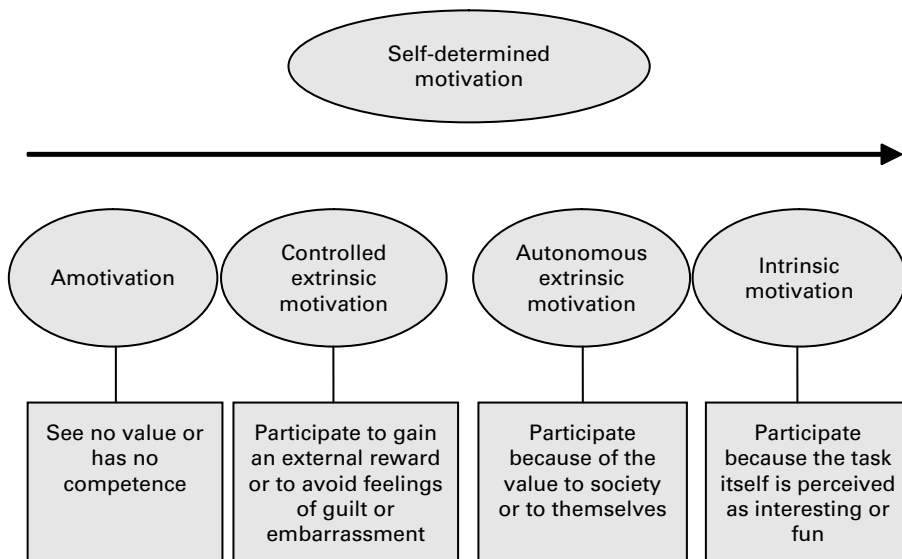 Self-determined
motivation
Amotivation
Controlled
extrinsic
motivation
Autonomous
extrinsic
motivation
Intrinsic
motivation
See no value or
has no
competence
Participate to gain
an external reward
or to avoid feelings
of guilt or
embarrassment
Participate
because of the
value to society
or to themselves
Participate
because the task
itself is perceived
as interesting or
fun